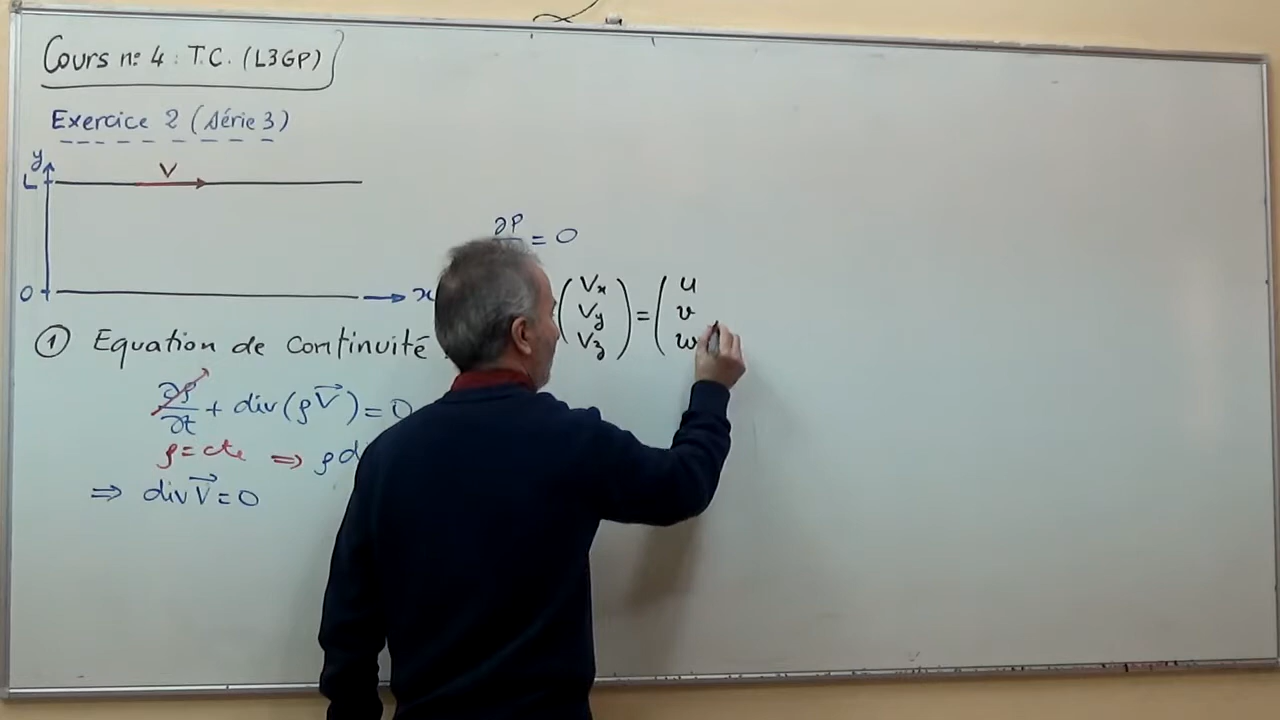 Cours n° 4 : T.C. (L3GP)
Exercice 2 (série 3)
y
L V
∂P = 0
O x
(Vx Vy Vz) = (u v w
① Equation de continuité
∂ρ/∂t + div(ρV⃗) = 0
ρ = cte ⇒ ρ d
⇒ div V⃗ = 0